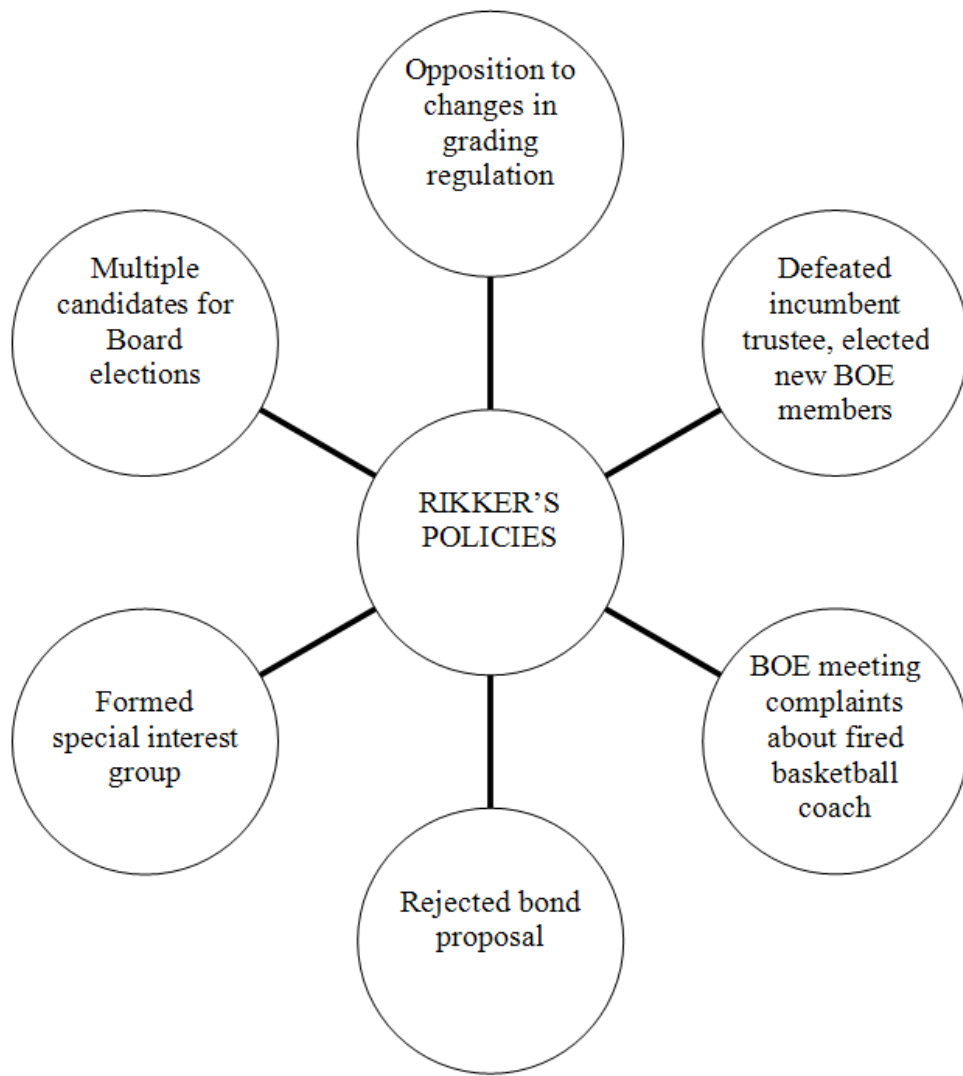 Opposition to
changes in
grading
regulation
Multiple
candidates for
Board
elections
Defeated
incumbent
trustee, elected
new BOE
members
RIKKER’S
POLICIES
Formed
special interest
group
BOE meeting
complaints
about fired
basketball
coach
Rejected bond
proposal